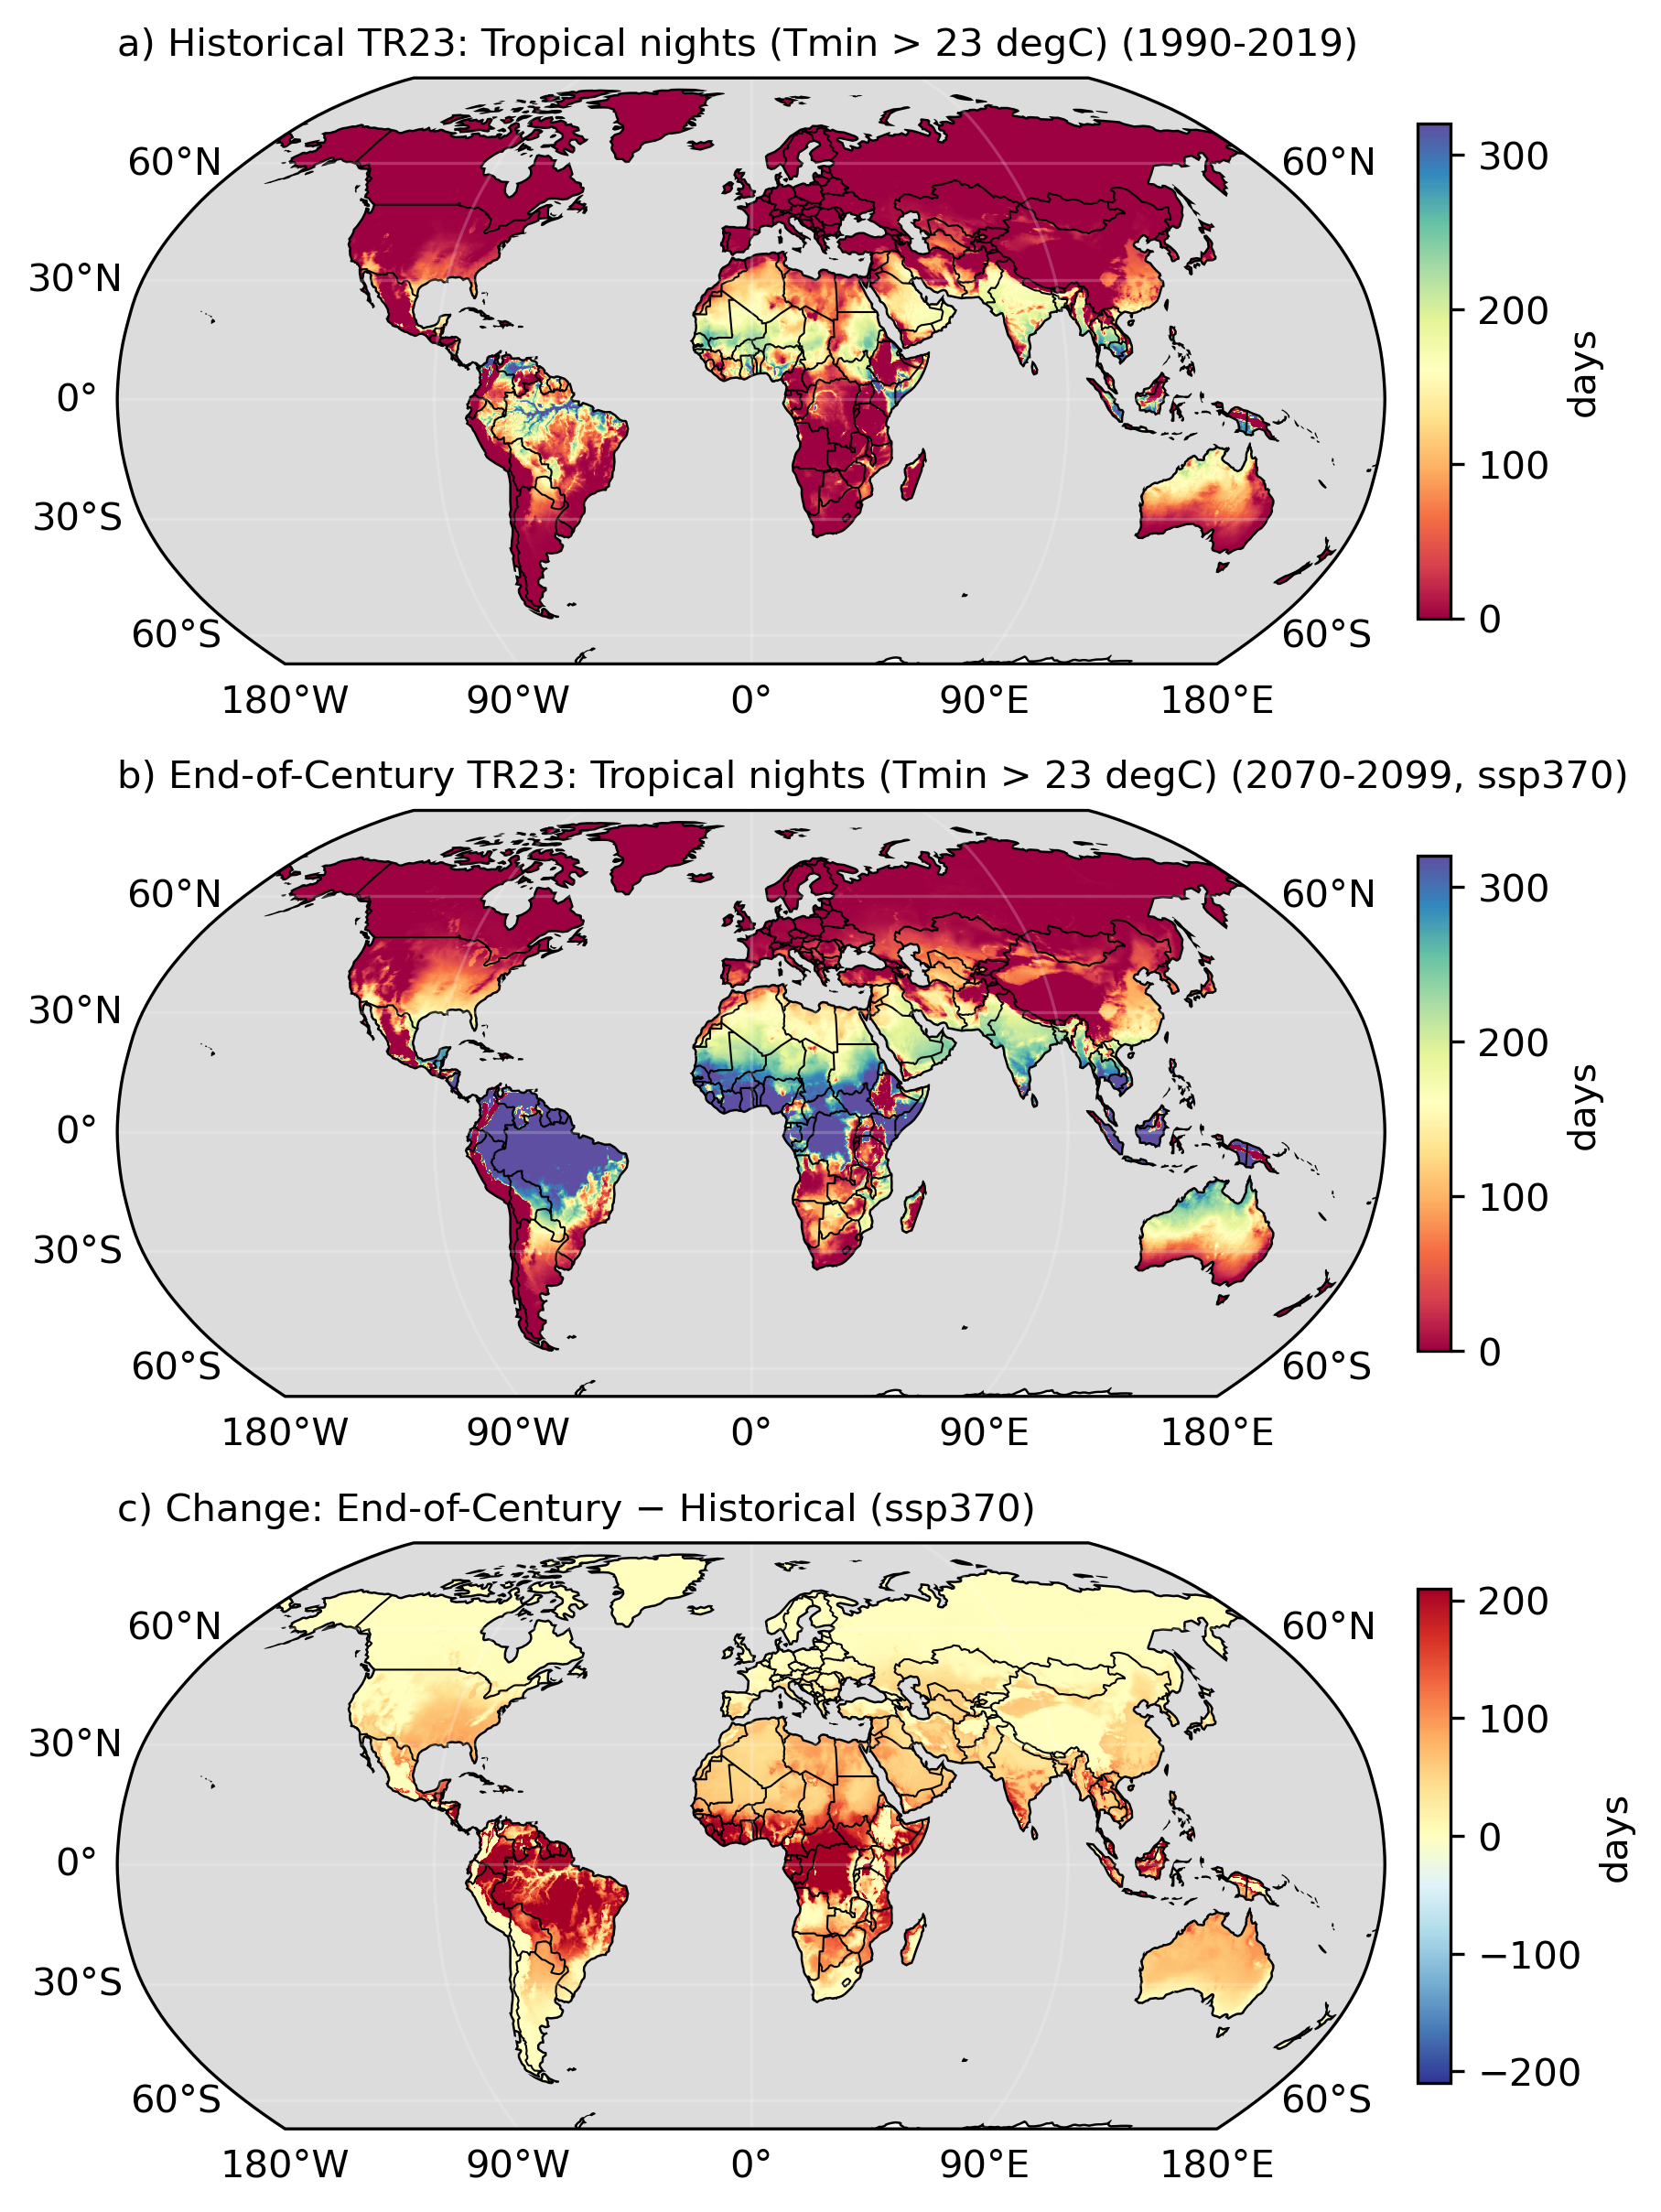 a) Historical TR23: Tropical nights (Tmin > 23 degC) (1990-2019)
60°N 60°N
30°N
0°
30°S
60°S 60°S
180°W 90°W 0° 90°E 180°E
300
200
100
0
days
b) End-of-Century TR23: Tropical nights (Tmin > 23 degC) (2070-2099, ssp370)
60°N 60°N
30°N
0°
30°S
60°S 60°S
180°W 90°W 0° 90°E 180°E
300
200
100
0
days
c) Change: End-of-Century − Historical (ssp370)
60°N 60°N
30°N
0°
30°S
60°S 60°S
180°W 90°W 0° 90°E 180°E
200
100
0
−100
−200
days